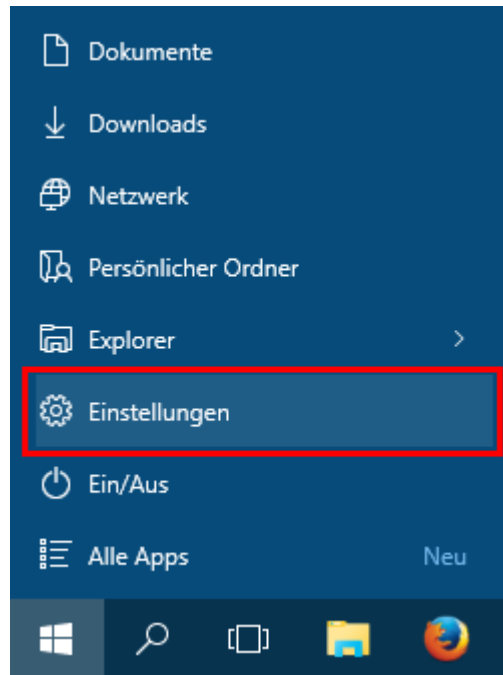 Dokumente
Downloads
Netzwerk
Persönlicher Ordner
Explorer
Einstellungen
Ein/Aus
Alle Apps Neu